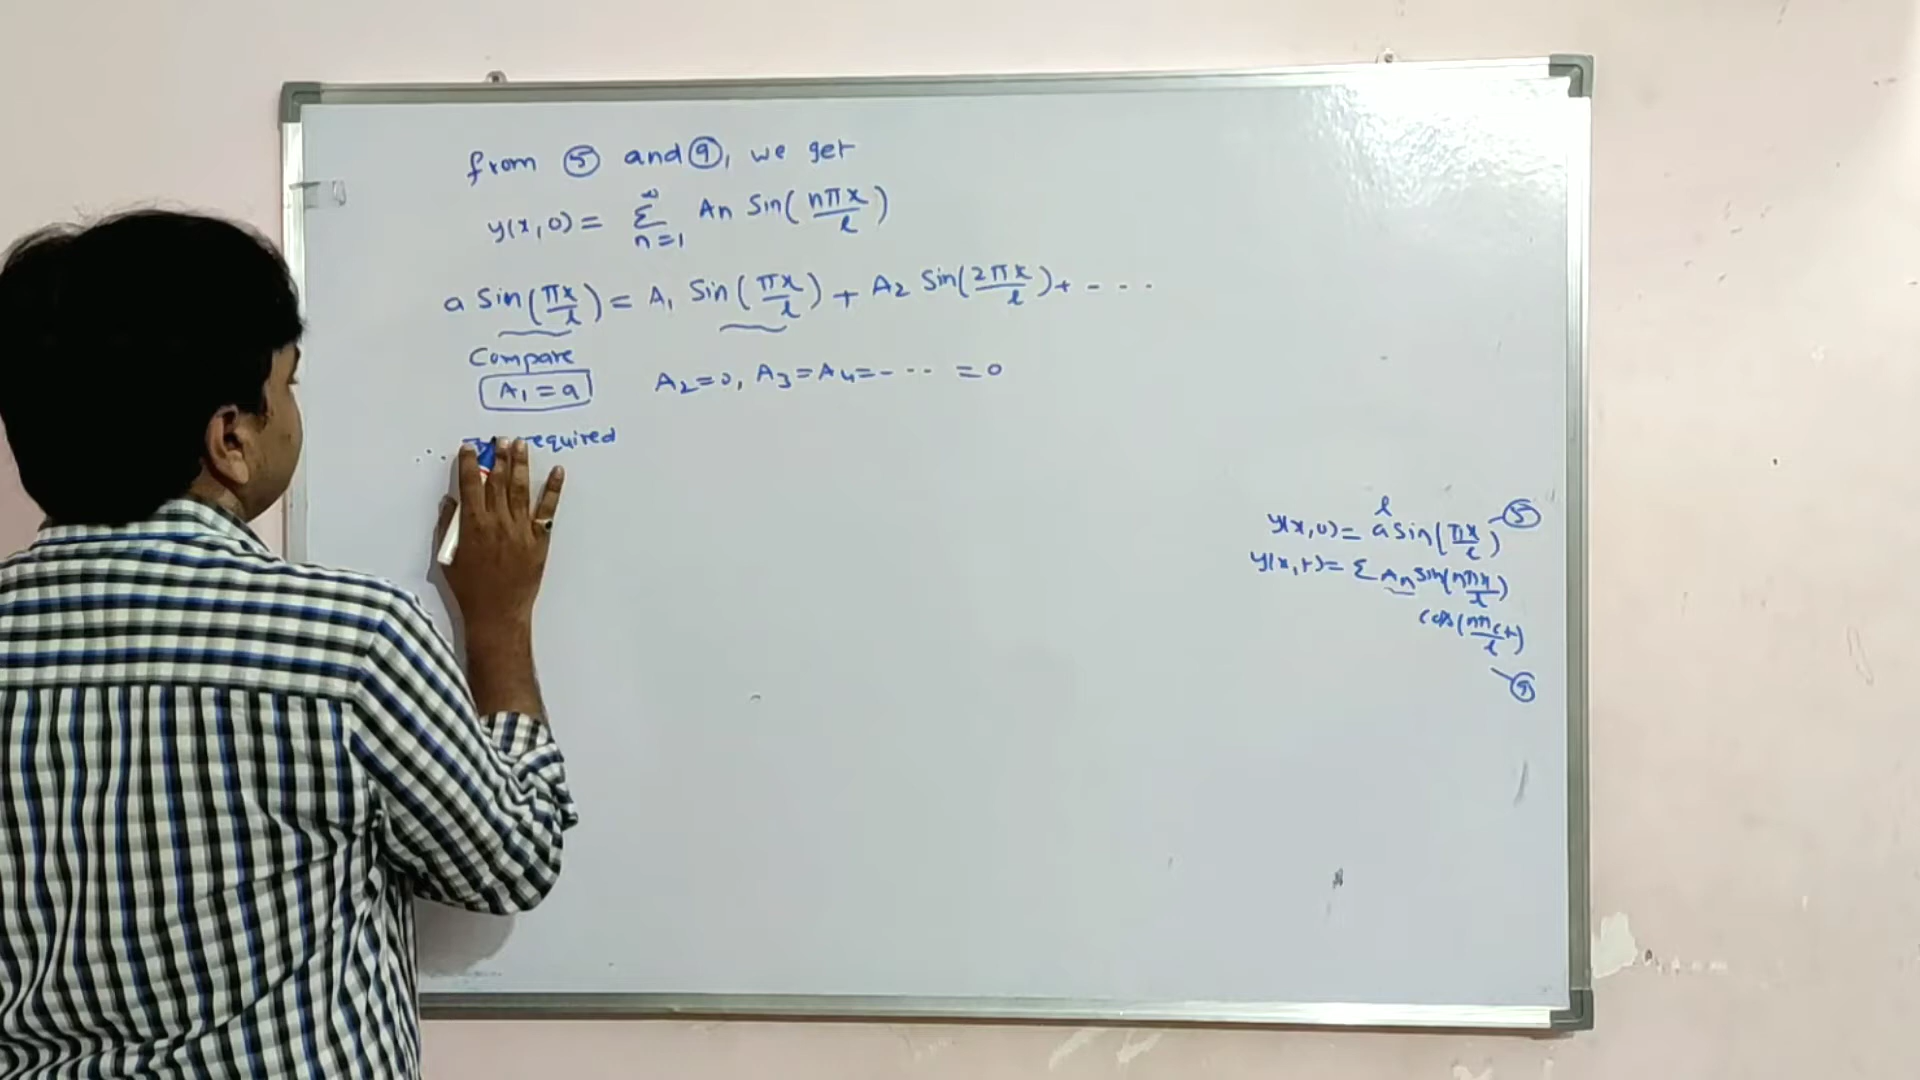 from ⑤ and ⑨, we get
y(x,0) = ∞ Σ n=1 An Sin(nπx/l)
a Sin(πx/l) = A₁ Sin(πx/l) + A₂ Sin(2πx/l) + - - - -
Compare
A₁ = a A₂=0, A₃=A₄=- - - - =0
∴ required
l
y(x,0)= a Sin(πx/l) –⑤
y(x,t)= Σ An Sin(nπx/l)
cos(nπct/l)
–⑨